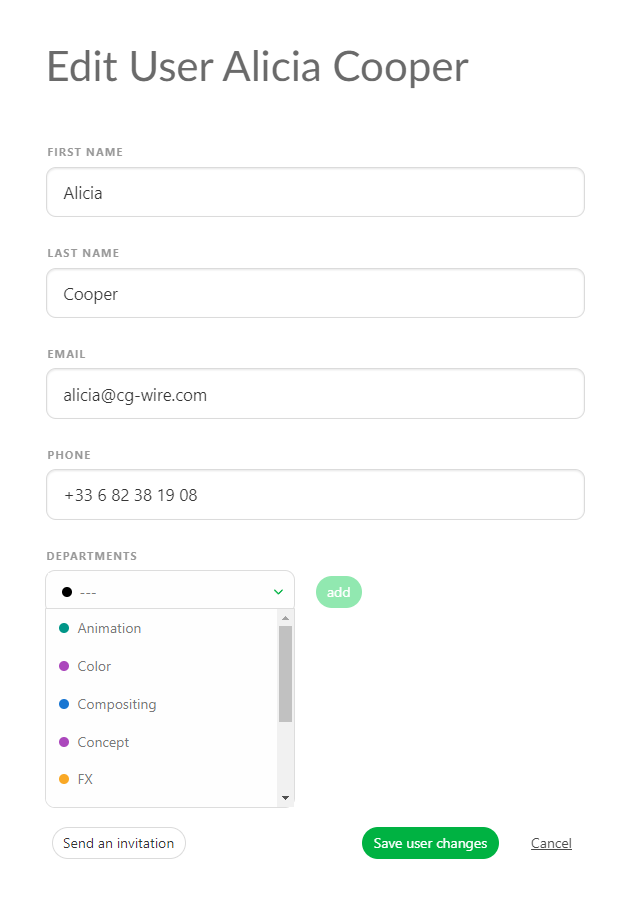 Edit User Alicia Cooper
FIRST NAME
Alicia
LAST NAME
Cooper
EMAIL
alicia@cg-wire.com
PHONE
+33 6 82 38 19 08
DEPARTMENTS
--- add
Animation
Color
Compositing
Concept
FX
Send an invitation Save user changes Cancel